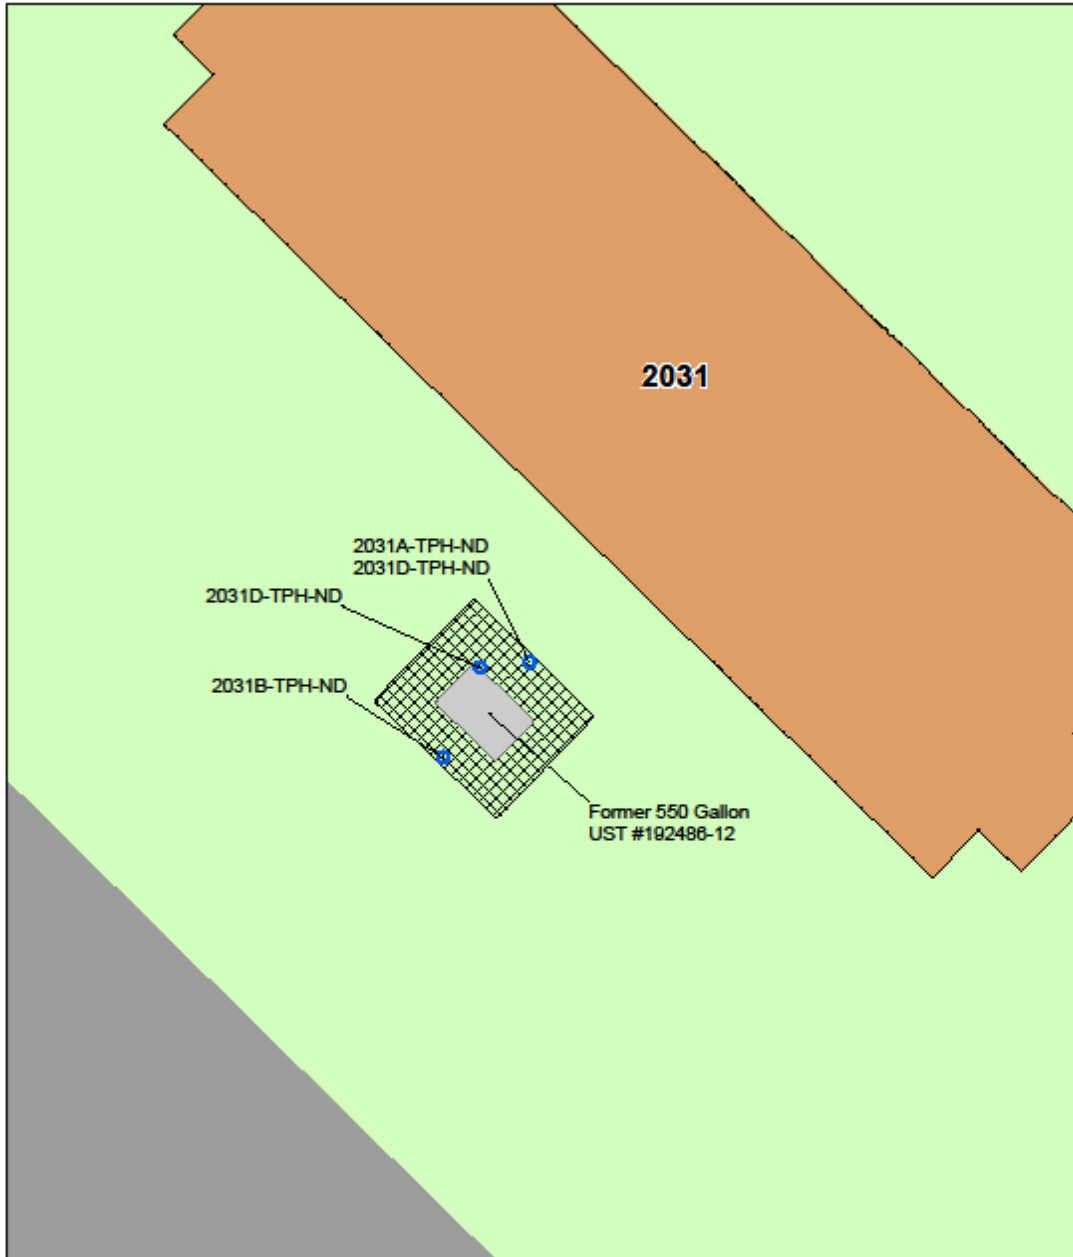 2031
2031A-TPH-ND
2031D-TPH-ND
2031D-TPH-ND
2031B-TPH-ND
Former 550 Gallon
UST #192486-12